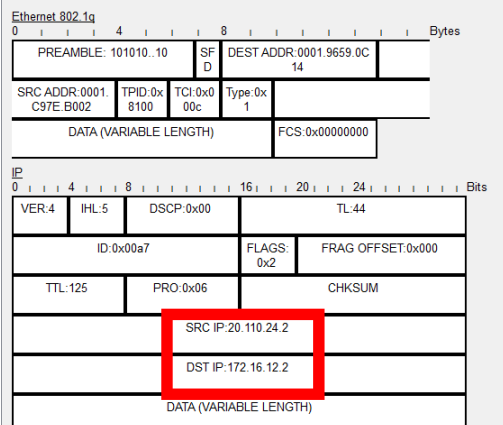 Ethernet 802.1q
0 4 8 Bytes
PREAMBLE: 101010..10
SF
D
DEST ADDR:0001.9659.0C
14
SRC ADDR:0001.
C97E.B002
TPID:0x
8100
TCI:0x0
00c
Type:0x
1
DATA (VARIABLE LENGTH)
FCS:0x00000000
IP
0 4 8 16 20 24 Bits
VER:4
IHL:5
DSCP:0x00
TL:44
ID:0x00a7
FLAGS:
0x2
FRAG OFFSET:0x000
TTL:125
PRO:0x06
CHKSUM
SRC IP:20.110.24.2
DST IP:172.16.12.2
DATA (VARIABLE LENGTH)